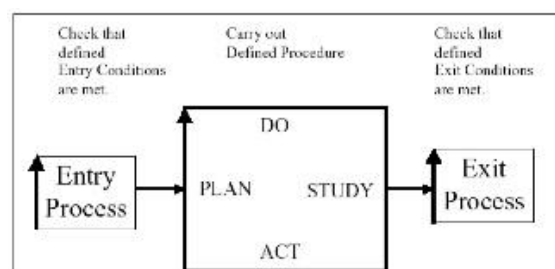 Check that
defined
Entry Conditions
are met.
Carry out
Defined Procedure
Check that
defined
Exit Conditions
are met.
Entry
Process
DO
PLAN
STUDY
ACT
Exit
Process